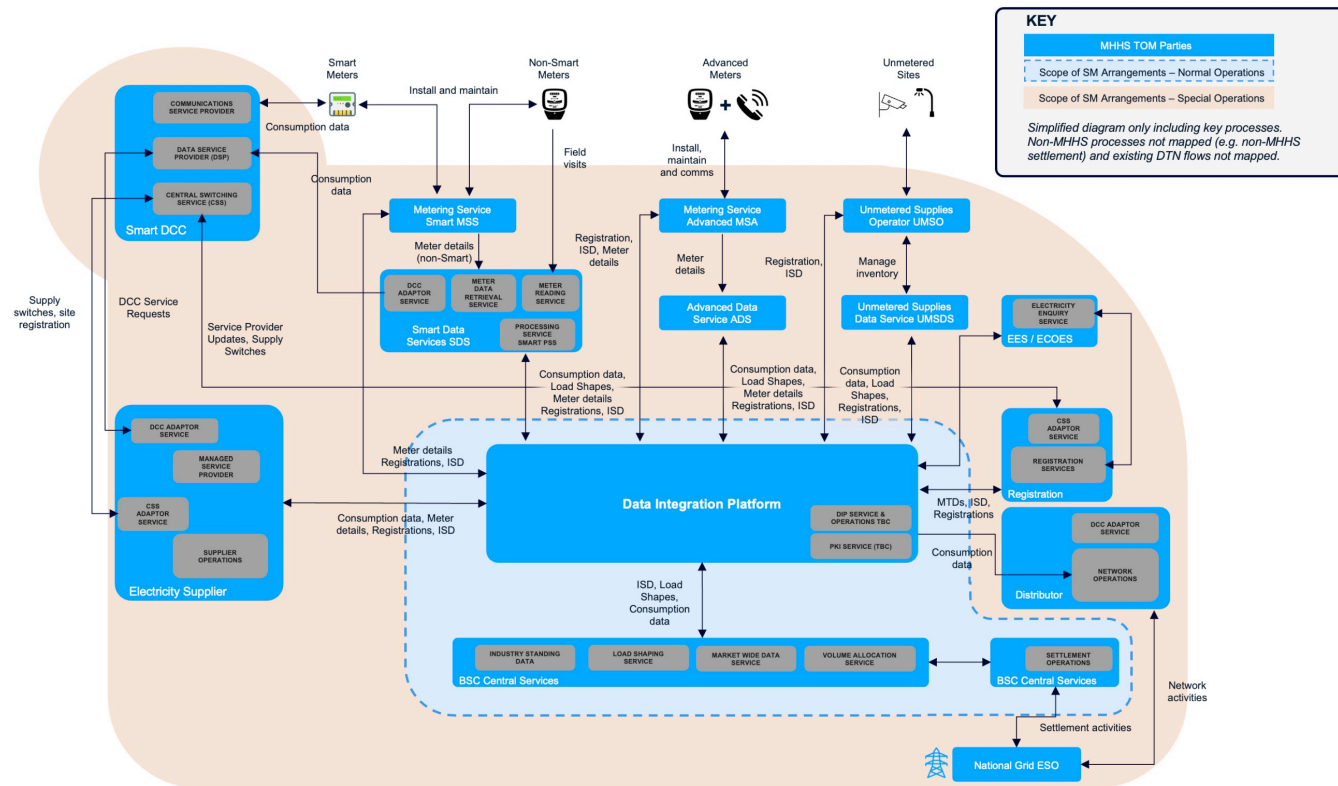 KEY
MHHS TOM Parties
Scope of SM Arrangements – Normal Operations
Scope of SM Arrangements – Special Operations
Simplified diagram only including key processes.
Non-MHHS processes not mapped (e.g. non-MHHS
settlement) and existing DTN flows not mapped.
Smart
Meters
Non-Smart
Meters
Advanced
Meters
Unmetered
Sites
Install and maintain
Consumption data
COMMUNICATIONS
SERVICE PROVIDER
DATA SERVICE
PROVIDER (DSP)
CENTRAL SWITCHING
SERVICE (CSS)
Smart DCC
Consumption
data
Field
visits
Install,
maintain
and comms
Metering Service
Smart MSS
Metering Service
Advanced MSA
Unmetered Supplies
Operator UMSO
Meter details
(non-Smart)
Registration,
ISD, Meter
details
Meter
details
Registration,
ISD
Manage
inventory
DCC
ADAPTOR
SERVICE
METER
DATA
RETRIEVAL
SERVICE
METER
READING
SERVICE
PROCESSING
SERVICE
SMART PSS
Smart Data
Services SDS
Advanced Data
Service ADS
Unmetered Supplies
Data Service UMSDS
ELECTRICITY
ENQUIRY
SERVICE
EES / ECOES
Supply
switches, site
registration
DCC Service
Requests
Service Provider
Updates, Supply
Switches
Consumption data,
Load Shapes,
Meter details
Registrations, ISD
Consumption data,
Load Shapes,
Meter details
Registrations, ISD
Consumption
data, Load
Shapes,
Registrations,
ISD
CSS
ADAPTOR
SERVICE
REGISTRATION
SERVICES
Registration
DCC ADAPTOR
SERVICE
MANAGED
SERVICE
PROVIDER
CSS
ADAPTOR
SERVICE
SUPPLIER
OPERATIONS
Electricity Supplier
Meter details
Registrations, ISD
Consumption data, Meter
details, Registrations, ISD
Data Integration Platform
DIP SERVICE &
OPERATIONS TBC
PKI SERVICE (TBC)
MTDs, ISD,
Registrations
Consumption
data
DCC ADAPTOR
SERVICE
NETWORK
OPERATIONS
Distributor
ISD, Load
Shapes,
Consumption
data
INDUSTRY STANDING
DATA
LOAD SHAPING
SERVICE
MARKET WIDE DATA
SERVICE
VOLUME ALLOCATION
SERVICE
BSC Central Services
SETTLEMENT
OPERATIONS
BSC Central Services
Network
activities
Settlement activities
National Grid ESO